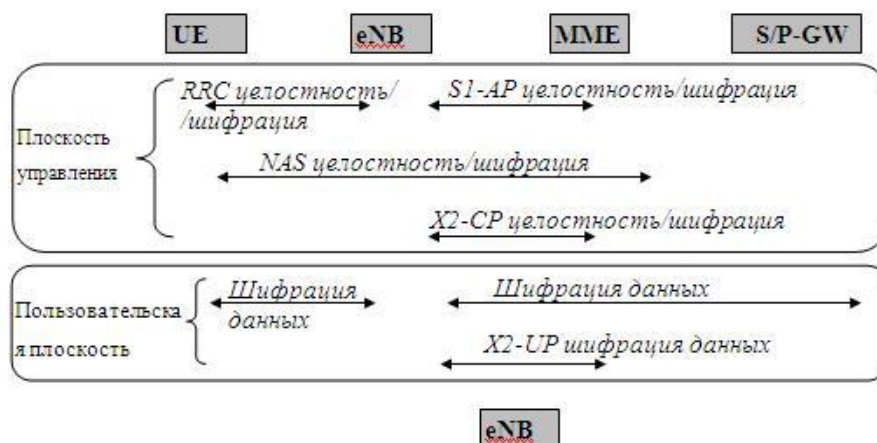 UE eNB MME S/P-GW
RRC целостность/ S1-AP целостность/шифрация
/шифрация
Плоскость
управления
NAS целостность/шифрация
X2-CP целостность/шифрация
Шифрация Шифрация данных
данных
Пользовательска
я плоскость
X2-UP шифрация данных
eNB